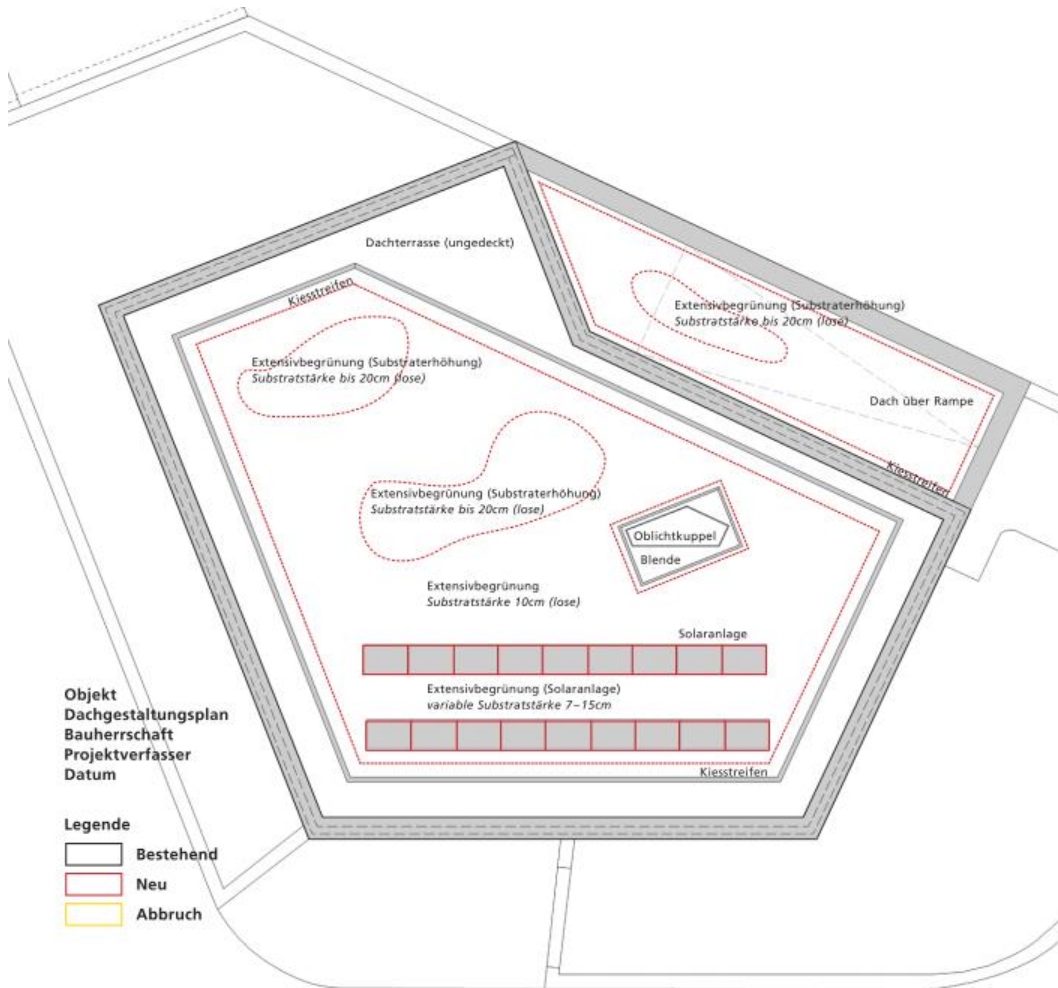 Dachterrasse (ungedeckt)
Kiesstreifen
Extensivbegrünung (Substraterhöhung)
Substratstärke bis 20cm (lose)
Extensivbegrünung (Substraterhöhung)
Substratstärke bis 20cm (lose)
Dach über Rampe
Kiesstreifen
Extensivbegrünung (Substraterhöhung)
Substratstärke bis 20cm (lose)
Oblichtkuppel
Blende
Extensivbegrünung
Substratstärke 10cm (lose)
Solaranlage
Extensivbegrünung (Solaranlage)
variable Substratstärke 7–15cm
Kiesstreifen
Objekt
Dachgestaltungsplan
Bauherrschaft
Projektverfasser
Datum
Legende
Bestehend
Neu
Abbruch